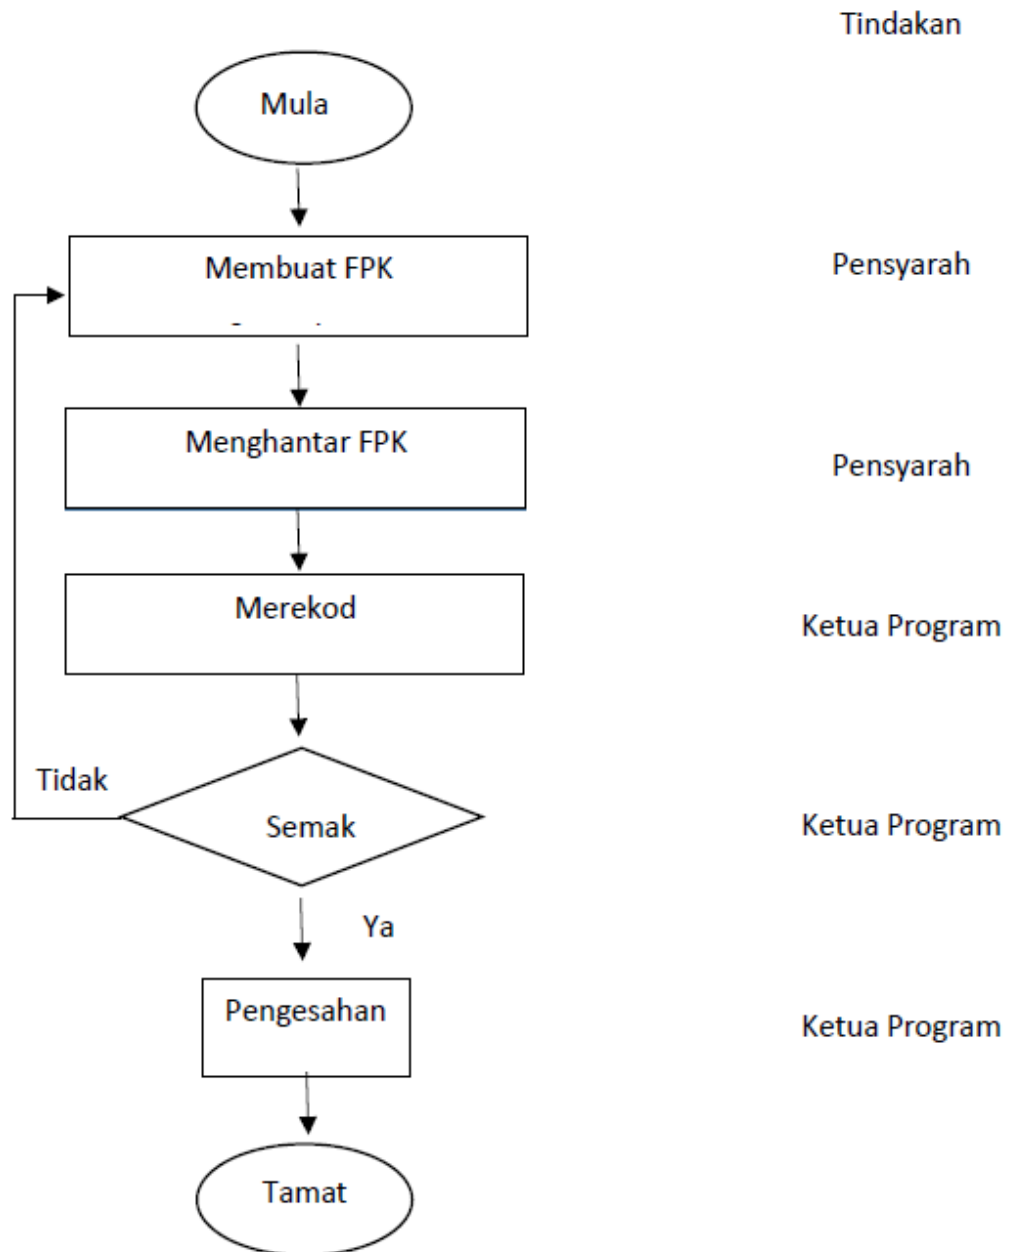 Tindakan
Mula
Membuat FPK
Pensyarah
Menghantar FPK
Pensyarah
Merekod
Ketua Program
Tidak
Semak
Ketua Program
Ya
Pengesahan
Ketua Program
Tamat